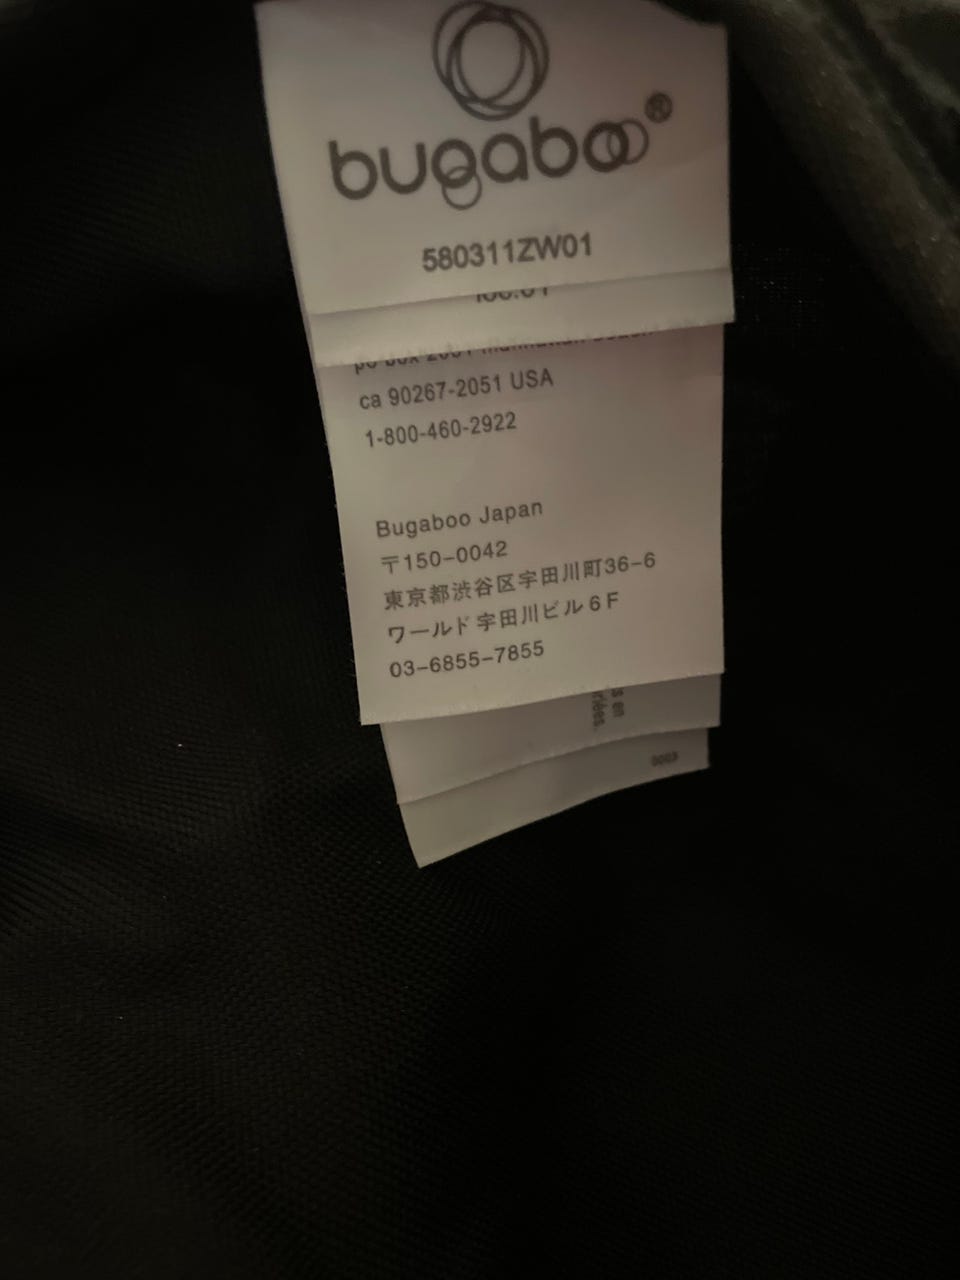 bugaboo®
580311ZW01
ca 90267-2051 USA
1-800-460-2922
Bugaboo Japan
〒150-0042
東京都渋谷区宇田川町36-6
ワールド宇田川ビル6F
03-6855-7855
s en
0003